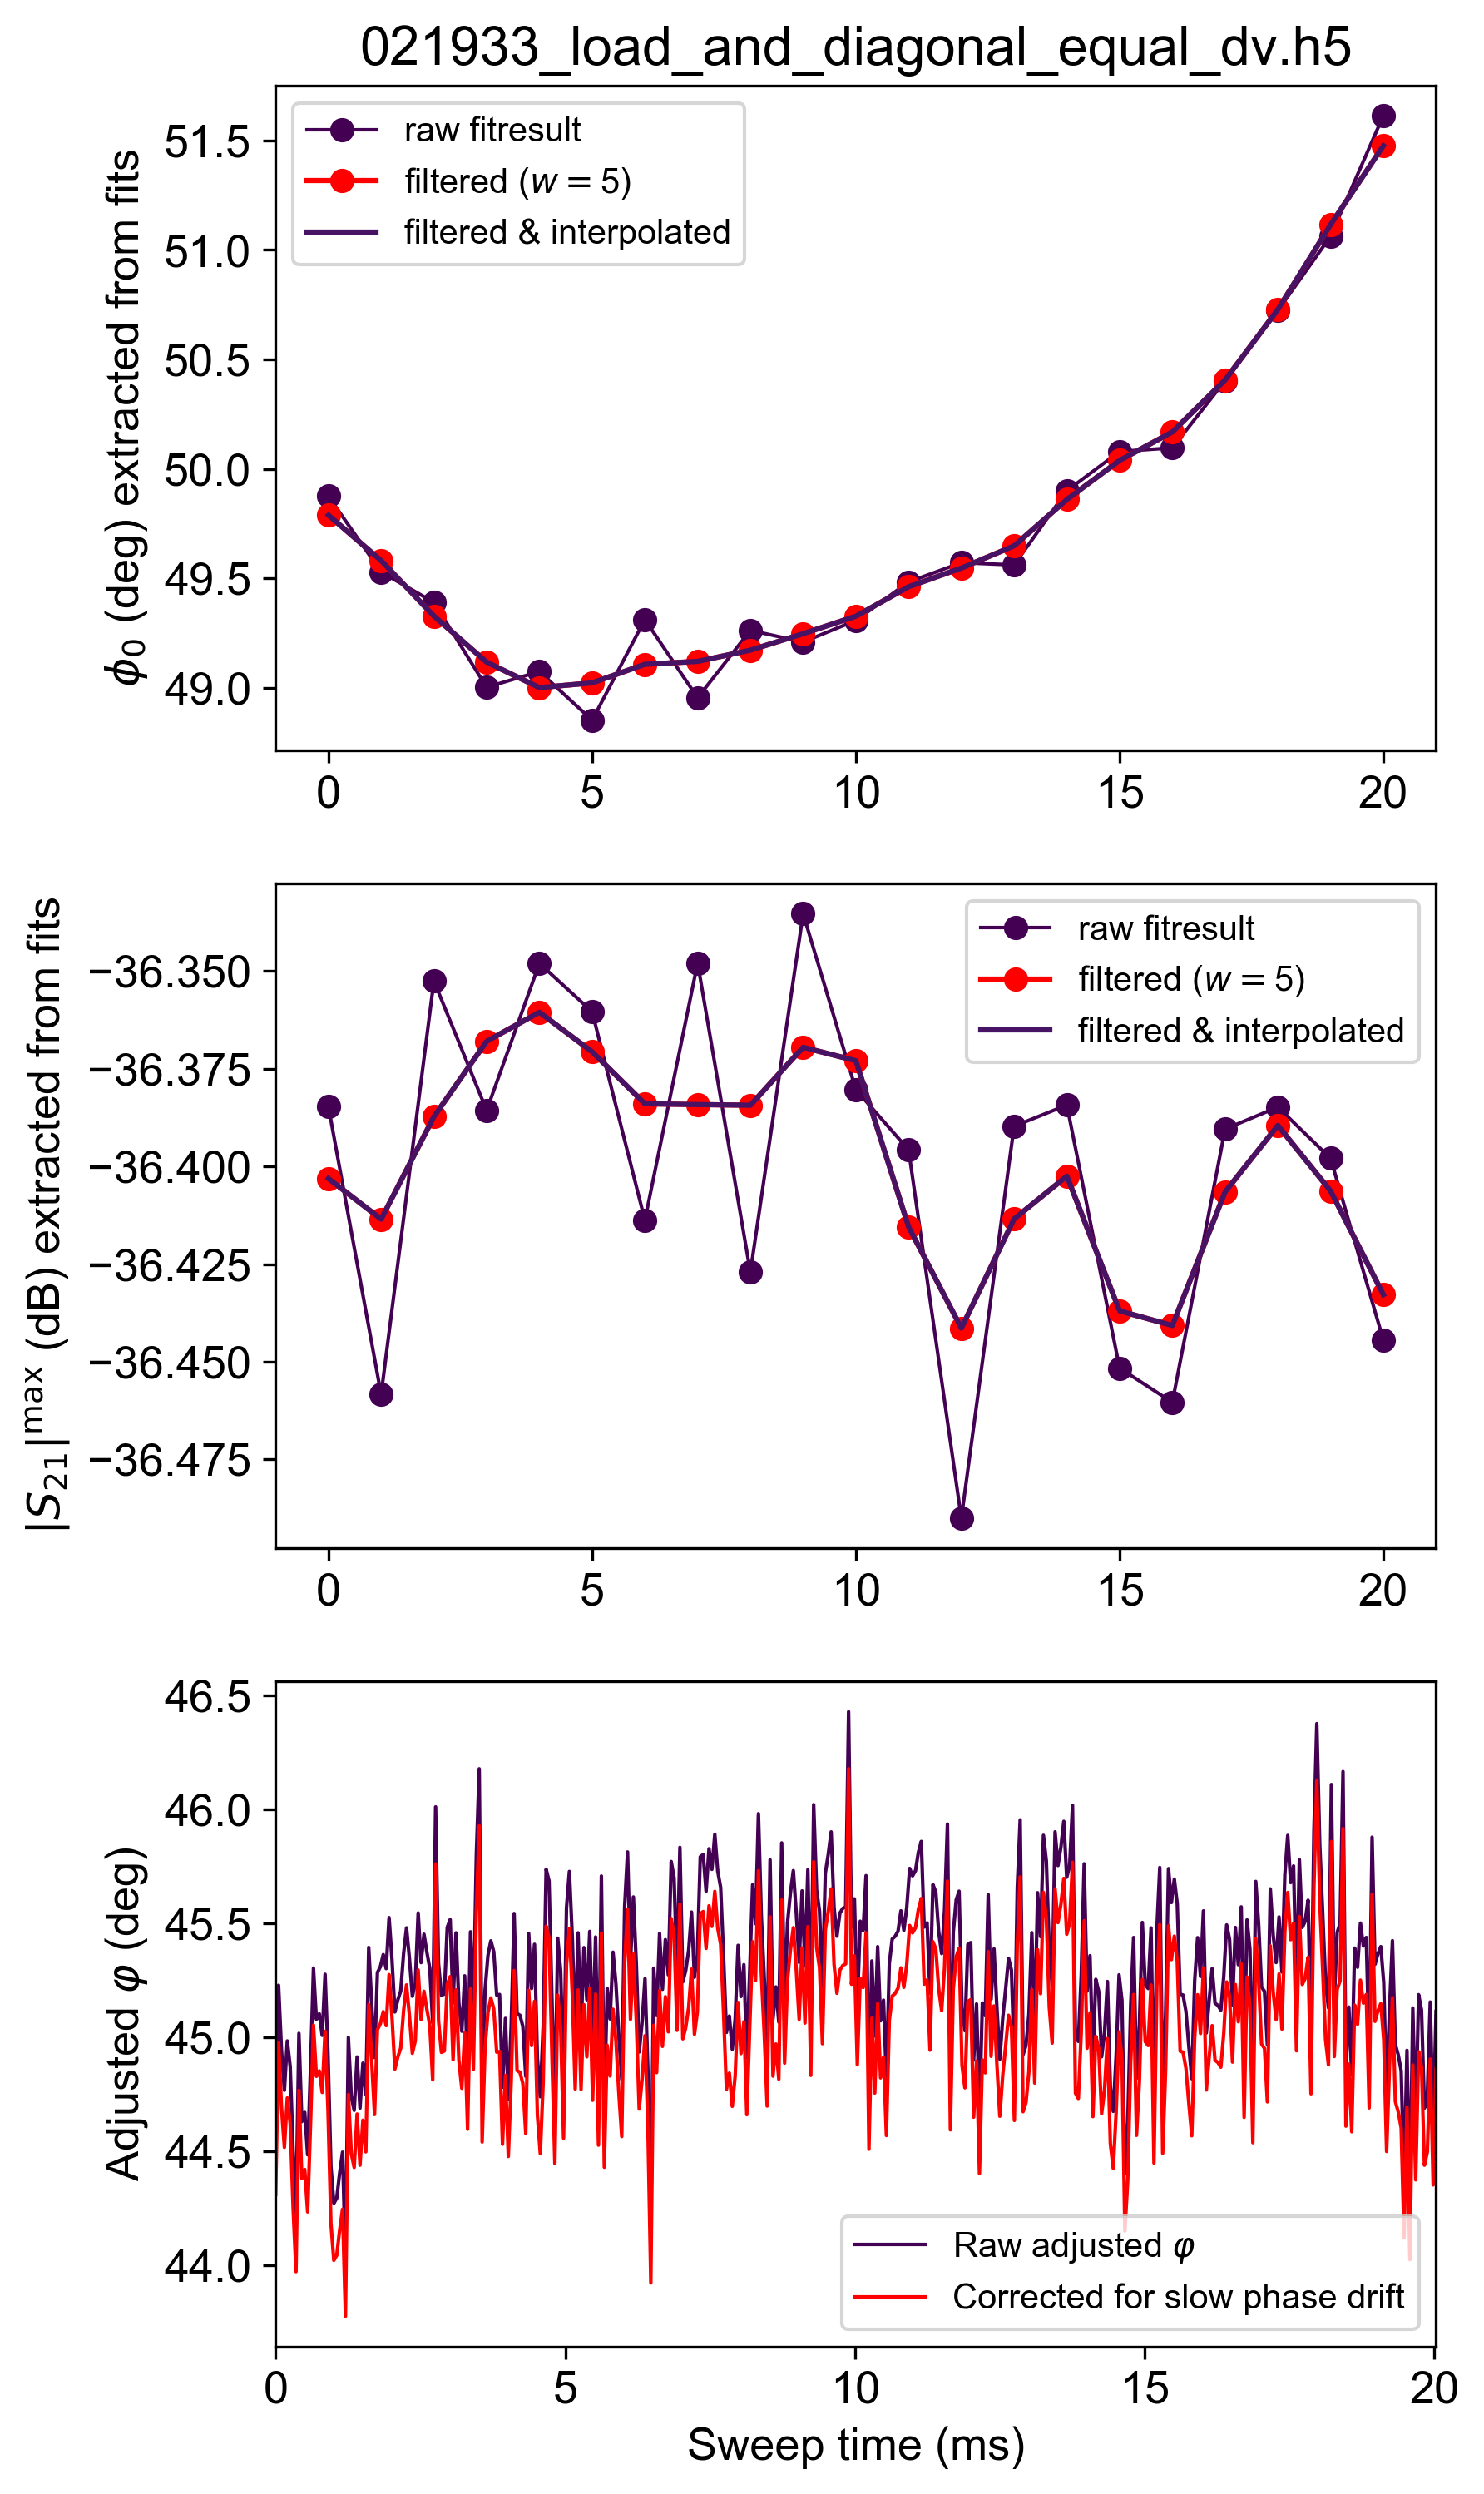 021933_load_and_diagonal_equal_dv.h5
ϕ₀ (deg) extracted from fits
51.5
51.0
50.5
50.0
49.5
49.0
raw fitresult
filtered (w = 5)
filtered & interpolated
0 5 10 15 20
|S₂₁|ᵐᵃˣ (dB) extracted from fits
−36.350
−36.375
−36.400
−36.425
−36.450
−36.475
raw fitresult
filtered (w = 5)
filtered & interpolated
0 5 10 15 20
Adjusted φ (deg)
46.5
46.0
45.5
45.0
44.5
44.0
Raw adjusted φ
Corrected for slow phase drift
0 5 10 15 20
Sweep time (ms)